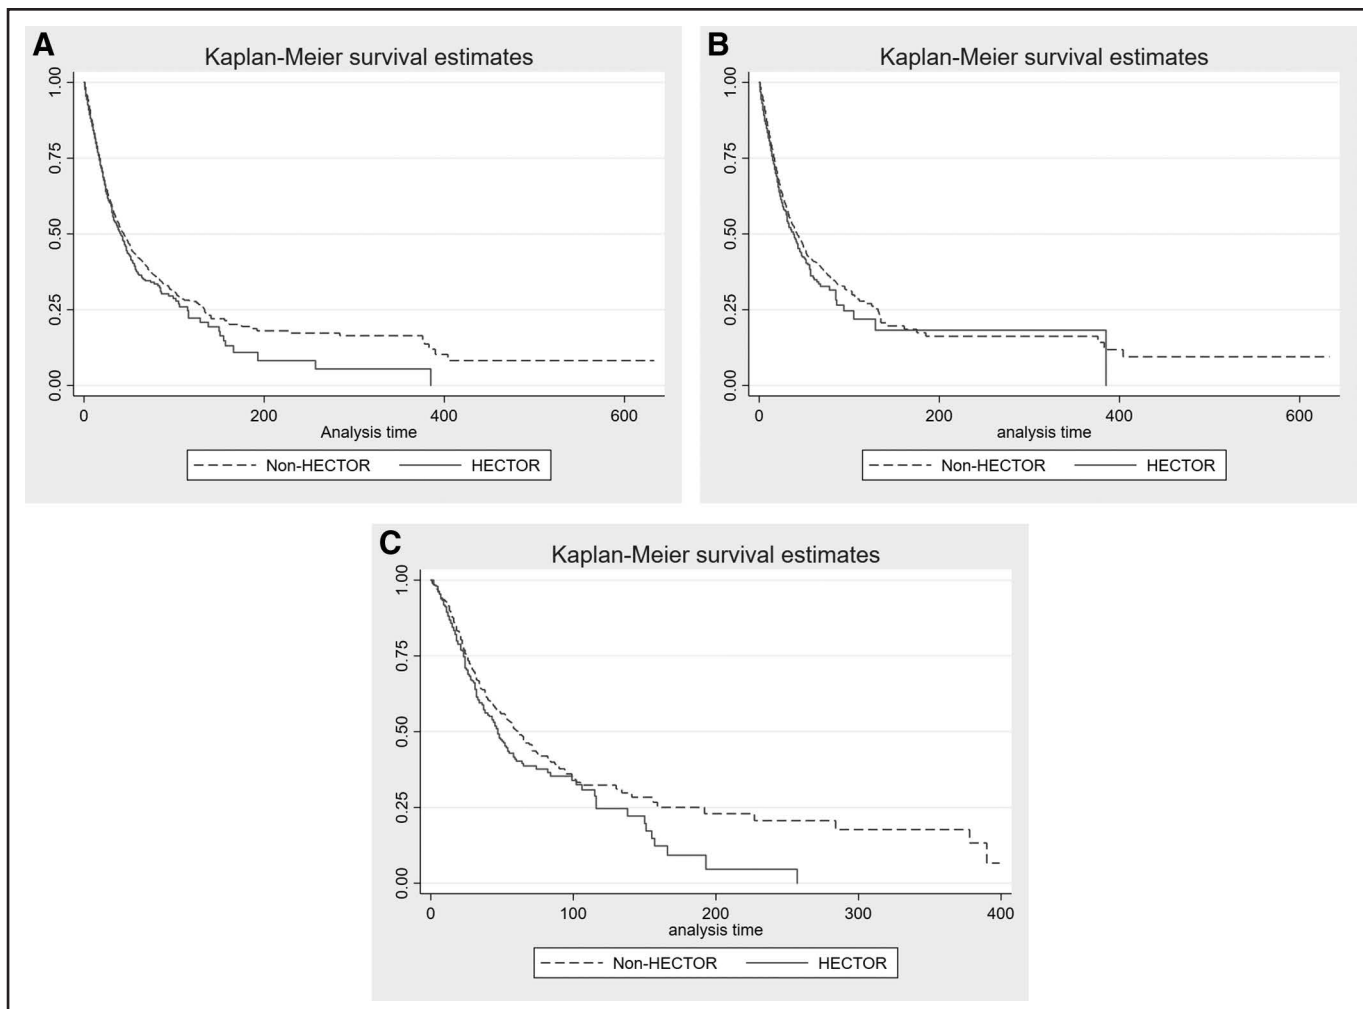 A
Kaplan-Meier survival estimates
1.00
0.75
0.50
0.25
0.00
0 200 400 600
Analysis time
Non-HECTOR HECTOR
B
Kaplan-Meier survival estimates
1.00
0.75
0.50
0.25
0.00
0 200 400 600
analysis time
Non-HECTOR HECTOR
C
Kaplan-Meier survival estimates
1.00
0.75
0.50
0.25
0.00
0 100 200 300 400
analysis time
Non-HECTOR HECTOR